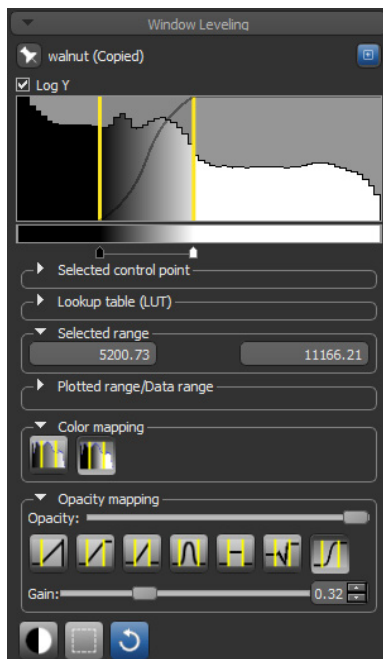 Window Leveling
walnut (Copied)
Log Y
Selected control point
Lookup table (LUT)
Selected range
5200.73 11166.21
Plotted range/Data range
Color mapping
Opacity mapping
Opacity:
Gain: 0.32